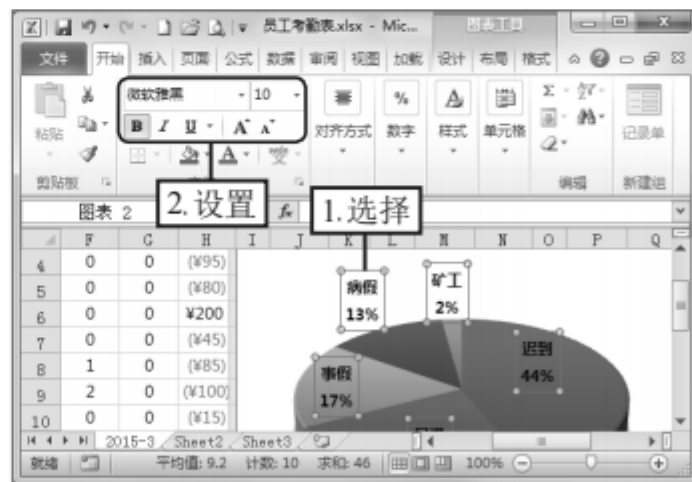 员工考勤表.xlsx - Mic... 图表工具
文件 开始 插入 页面 公式 数据 审阅 视图 加载 设计 布局 格式
微软雅黑 10 % A Σ
粘贴 B I U A A 对齐方式 数字 样式 单元格 记录单
剪贴板 编辑 新建组
2.设置 1.选择
图表 2 fx
F G H I J K L M N O P Q
4 0 0 (¥95)
5 0 0 (¥80) 病假 矿工
6 0 0 ¥200 13% 2%
7 0 0 (¥45) 迟到
8 1 0 (¥85) 事假 44%
9 2 0 (¥100) 17%
10 0 0 (¥15)
2015-3 Sheet2 Sheet3
就绪 平均值: 9.2 计数: 10 求和: 46 100%